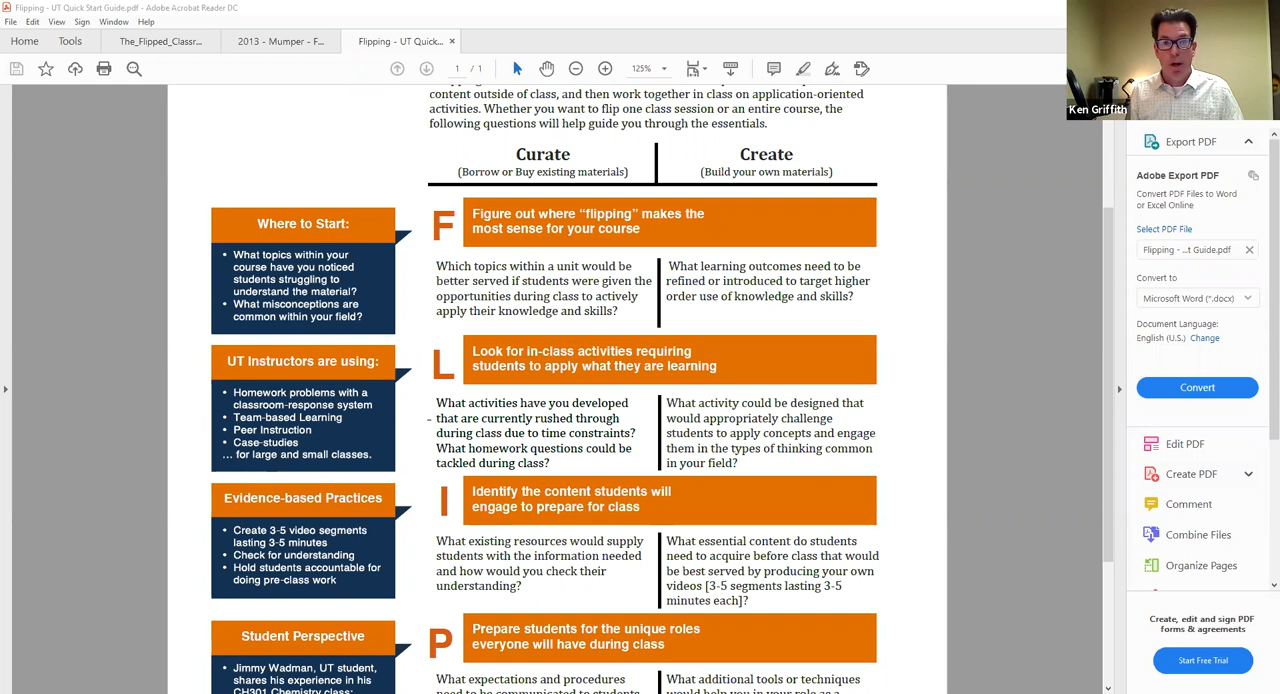 Flipping - UT Quick Start Guide.pdf - Adobe Acrobat Reader DC
File Edit View Sign Window Help
Home Tools The_Flipped_Classr... 2013 - Mumper - F... Flipping - UT Quick... ×
1 / 1 125%
Ken Griffith
content outside of class, and then work together in class on application-oriented
activities. Whether you want to flip one class session or an entire course, the
following questions will help guide you through the essentials.
Curate
(Borrow or Buy existing materials)
Create
(Build your own materials)
Where to Start:
• What topics within your
course have you noticed
students struggling to
understand the material?
• What misconceptions are
common within your field?
F
Figure out where “flipping” makes the
most sense for your course
Which topics within a unit would be
better served if students were given the
opportunities during class to actively
apply their knowledge and skills?
What learning outcomes need to be
refined or introduced to target higher
order use of knowledge and skills?
UT Instructors are using:
• Homework problems with a
classroom-response system
• Team-based Learning
• Peer Instruction
• Case-studies
... for large and small classes.
L
Look for in-class activities requiring
students to apply what they are learning
What activities have you developed
that are currently rushed through
during class due to time constraints?
What homework questions could be
tackled during class?
What activity could be designed that
would appropriately challenge
students to apply concepts and engage
them in the types of thinking common
in your field?
Evidence-based Practices
• Create 3-5 video segments
lasting 3-5 minutes
• Check for understanding
• Hold students accountable for
doing pre-class work
I
Identify the content students will
engage to prepare for class
What existing resources would supply
students with the information needed
and how would you check their
understanding?
What essential content do students
need to acquire before class that would
be best served by producing your own
videos [3-5 segments lasting 3-5
minutes each]?
Student Perspective
• Jimmy Wadman, UT student,
shares his experience in his
CH301 Chemistry class:
P
Prepare students for the unique roles
everyone will have during class
What expectations and procedures
need to be communicated to students
What additional tools or techniques
would help you in your role as a
Export PDF
Adobe Export PDF
Convert PDF Files to Word
or Excel Online
Select PDF File
Flipping - ...t Guide.pdf ×
Convert to
Microsoft Word (*.docx)
Document Language:
English (U.S.) Change
Convert
Edit PDF
Create PDF
Comment
Combine Files
Organize Pages
Create, edit and sign PDF
forms & agreements
Start Free Trial